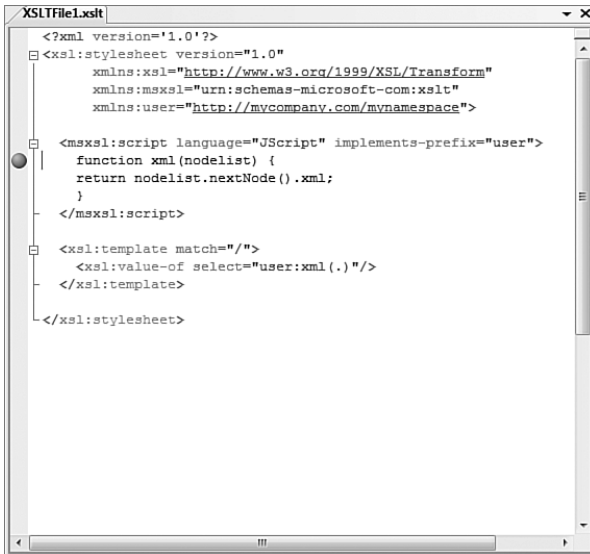 XSLTFile1.xslt
<?xml version='1.0'?>
<xsl:stylesheet version="1.0"
xmlns:xsl="http://www.w3.org/1999/XSL/Transform"
xmlns:msxsl="urn:schemas-microsoft-com:xslt"
xmlns:user="http://mycompany.com/mynamespace">
<msxsl:script language="JScript" implements-prefix="user">
function xml(nodelist) {
return nodelist.nextNode().xml;
}
</msxsl:script>
<xsl:template match="/">
<xsl:value-of select="user:xml(.)"/>
</xsl:template>
</xsl:stylesheet>